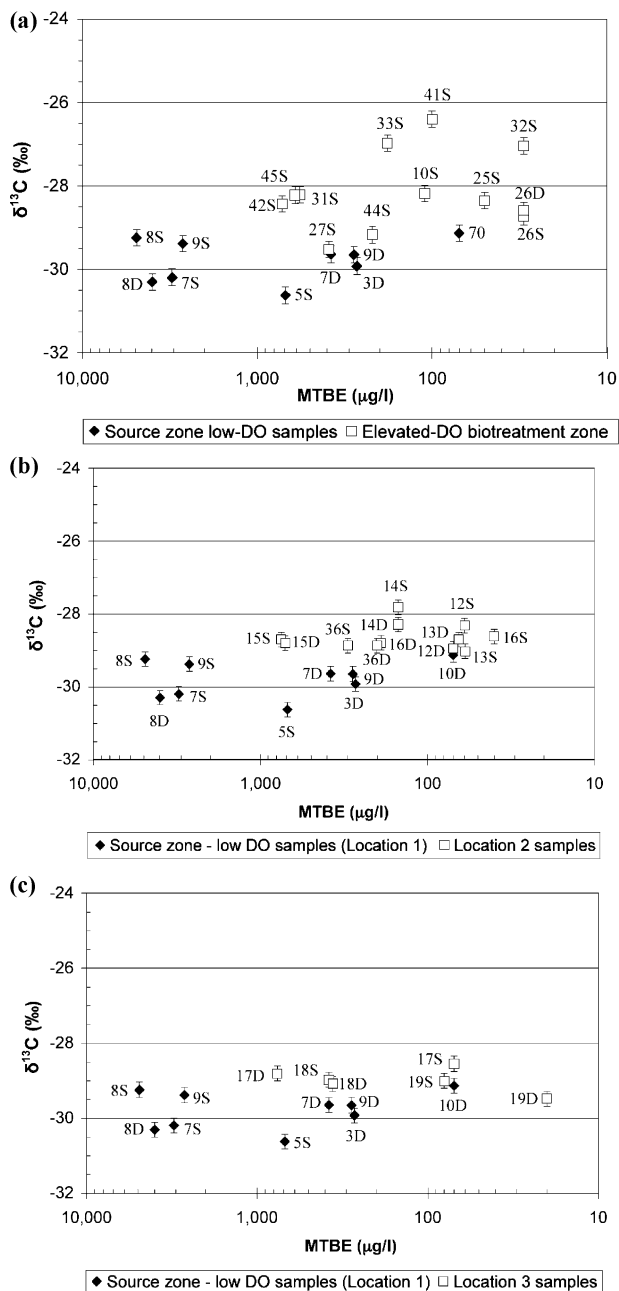 (a)
-24
-26
-28
-30
-32
δ¹³C (‰)
41S
33S
32S
45S
10S
25S
26D
42S
31S
44S
26S
27S
8S
9S
70
9D
7D
8D
7S
3D
5S
10,000
1,000
100
10
MTBE (µg/l)
◆ Source zone low-DO samples □ Elevated-DO biotreatment zone
(b)
-24
-26
-28
-30
-32
δ¹³C (‰)
14S
12S
15S
15D
36S
14D
16D
13D
16S
12D
13S
36D
8S
9S
7D
9D
10D
8D
7S
3D
5S
10,000
1,000
100
10
MTBE (µg/l)
◆ Source zone - low DO samples (Location 1) □ Location 2 samples
(c)
-24
-26
-28
-30
-32
δ¹³C (‰)
17D
18S
18D
17S
19S
19D
8S
9S
7D
9D
10D
8D
7S
3D
5S
10,000
1,000
100
10
MTBE (µg/l)
◆ Source zone - low DO samples (Location 1) □ Location 3 samples